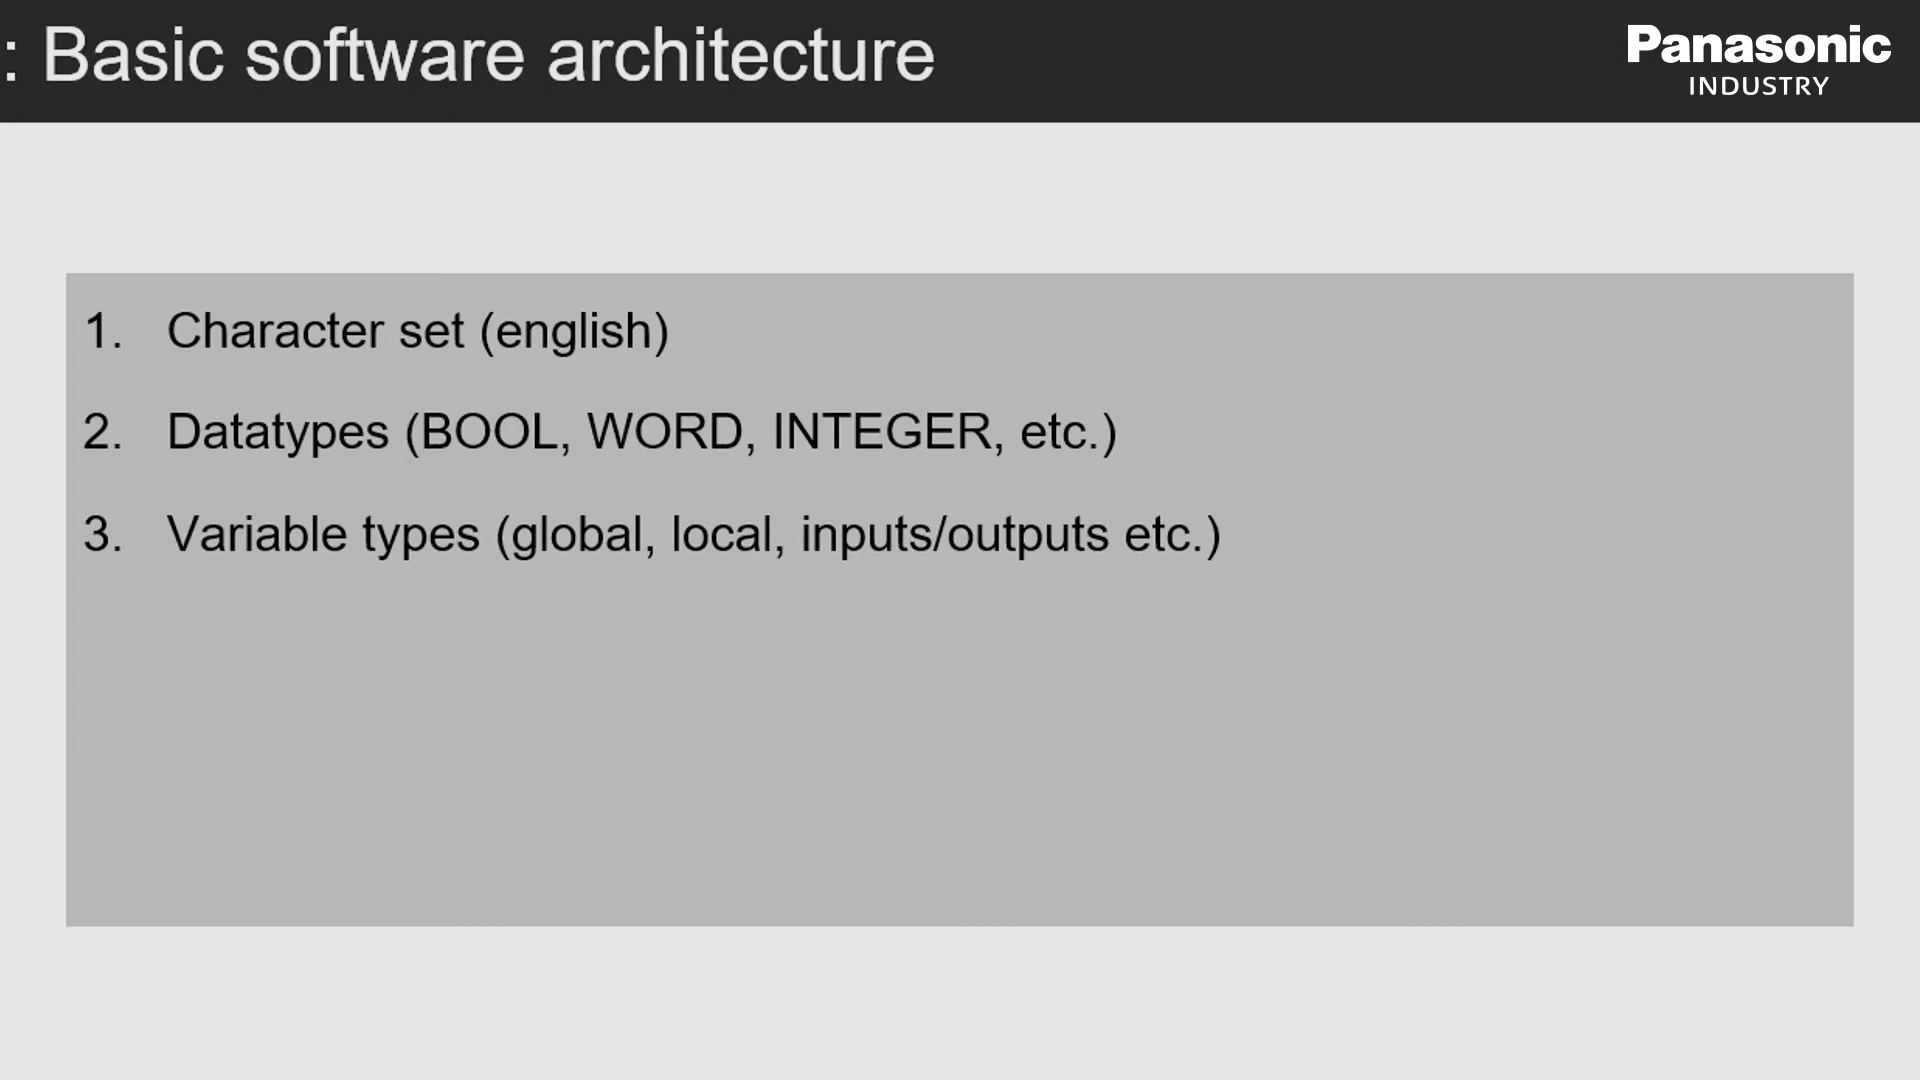 : Basic software architecture
Panasonic
INDUSTRY
1. Character set (english)
2. Datatypes (BOOL, WORD, INTEGER, etc.)
3. Variable types (global, local, inputs/outputs etc.)